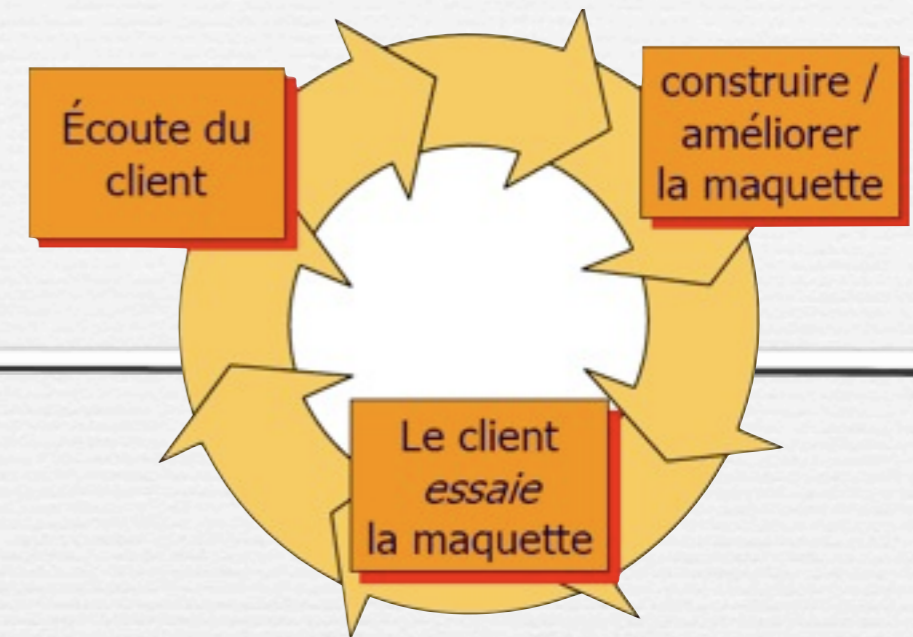 Écoute du
client
construire /
améliorer
la maquette
Le client
essaie
la maquette